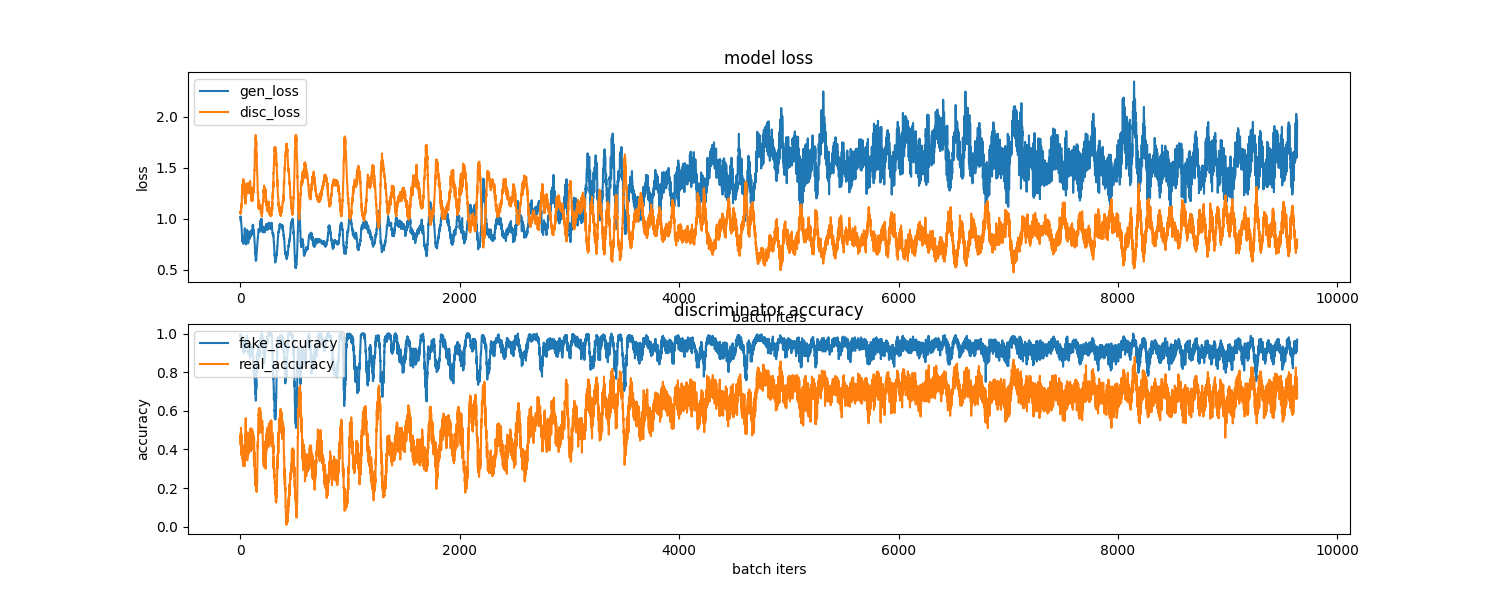 model loss
gen_loss
disc_loss
2.0
1.5
1.0
0.5
loss
0 2000 4000 6000 8000 10000
batch iters
discriminator accuracy
fake_accuracy
real_accuracy
1.0
0.8
0.6
0.4
0.2
0.0
accuracy
0 2000 4000 6000 8000 10000
batch iters